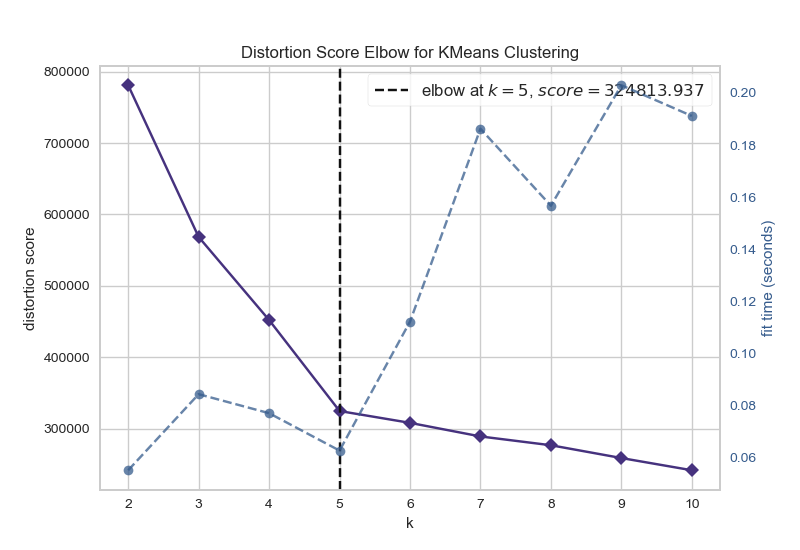 Distortion Score Elbow for KMeans Clustering
elbow at k = 5, score = 324813.937
distortion score
800000
700000
600000
500000
400000
300000
0.20
0.18
0.16
0.14
0.12
0.10
0.08
0.06
fit time (seconds)
2 3 4 5 6 7 8 9 10
k